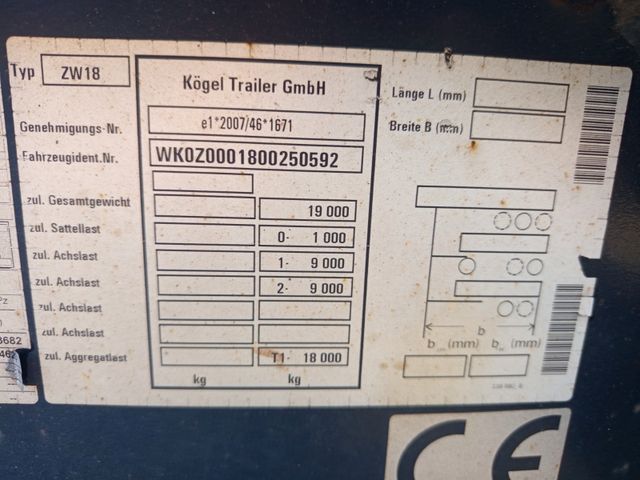 Typ ZW18
Kögel Trailer GmbH
Genehmigungs-Nr. e1*2007/46*1671
Fahrzeugident.Nr. WK0Z0001800250592
zul. Gesamtgewicht 19 000
zul. Sattellast 0- 1 000
zul. Achslast 1- 9 000
zul. Achslast 2- 9 000
zul. Achslast
zul. Achslast
zul. Aggregatlast T1- 18 000
kg kg
Länge L (mm)
Breite B (mm)
b
b (mm) b (mm)
CE